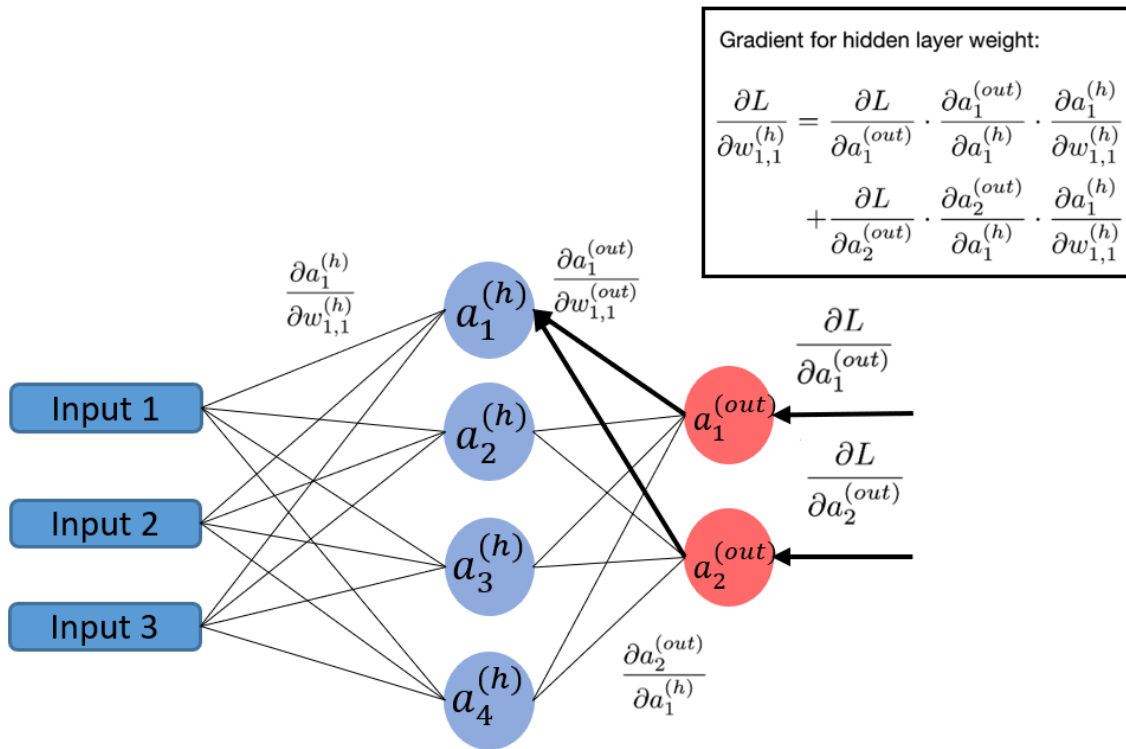 Gradient for hidden layer weight:
∂L/∂w_{1,1}^{(h)} = ∂L/∂a_1^{(out)} · ∂a_1^{(out)}/∂a_1^{(h)} · ∂a_1^{(h)}/∂w_{1,1}^{(h)}
+ ∂L/∂a_2^{(out)} · ∂a_2^{(out)}/∂a_1^{(h)} · ∂a_1^{(h)}/∂w_{1,1}^{(h)}
∂a_1^{(h)}/∂w_{1,1}^{(h)}
∂a_1^{(out)}/∂w_{1,1}^{(out)}
∂L/∂a_1^{(out)}
∂L/∂a_2^{(out)}
∂a_2^{(out)}/∂a_1^{(h)}
Input 1
Input 2
Input 3
a_1^{(h)}
a_2^{(h)}
a_3^{(h)}
a_4^{(h)}
a_1^{(out)}
a_2^{(out)}